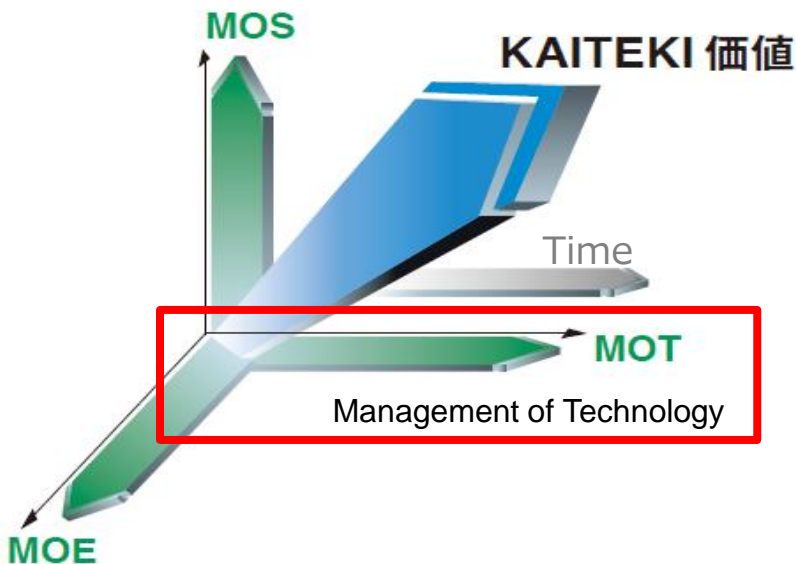 MOS
KAITEKI 価値
Time
MOT
Management of Technology
MOE